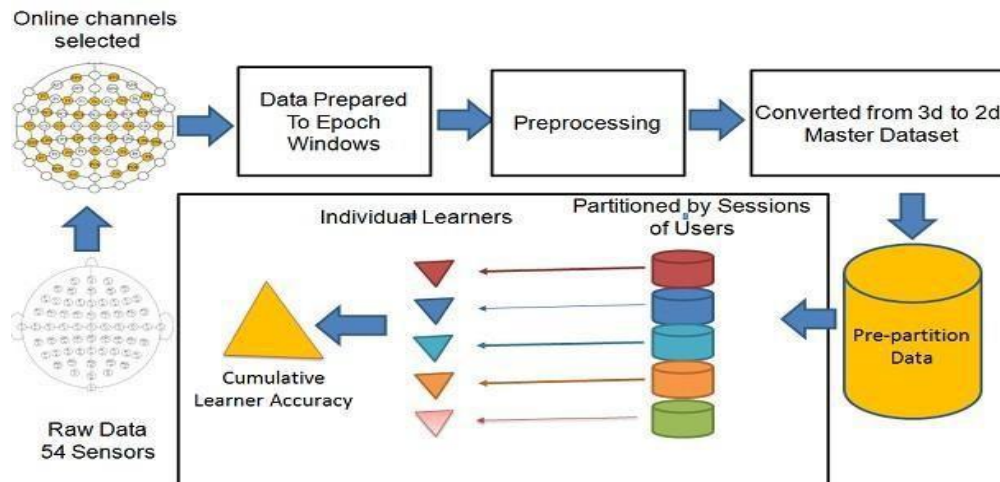 Online channels
selected
Data Prepared
To Epoch
Windows
Preprocessing
Converted from 3d to 2d
Master Dataset
Individual Learners
Partitioned by Sessions
of Users
Pre-partition
Data
Cumulative
Learner Accuracy
Raw Data
54 Sensors